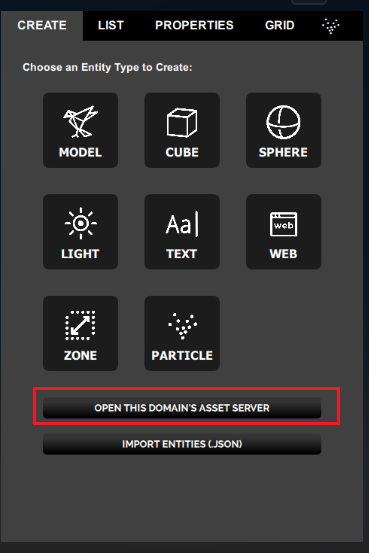 CREATE LIST PROPERTIES GRID
Choose an Entity Type to Create:
MODEL CUBE SPHERE
Aa
web
LIGHT TEXT WEB
ZONE PARTICLE
OPEN THIS DOMAIN'S ASSET SERVER
IMPORT ENTITIES (.JSON)